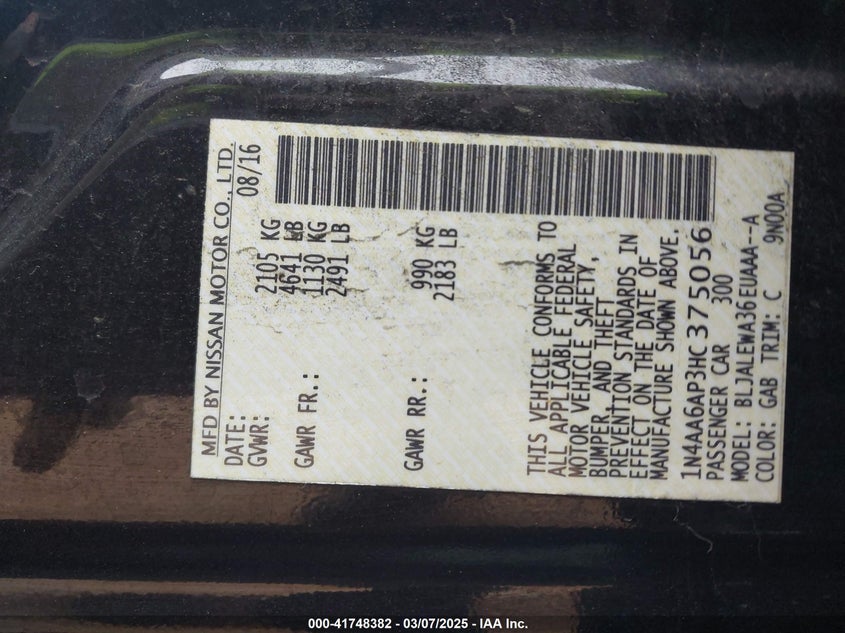 MFD BY NISSAN MOTOR CO., LTD.
DATE: 08/16
GVWR: 2105 KG
4641 LB
GAWR FR.: 1130 KG
2491 LB
GAWR RR.: 990 KG
2183 LB
THIS VEHICLE CONFORMS TO
ALL APPLICABLE FEDERAL
MOTOR VEHICLE SAFETY,
BUMPER, AND THEFT
PREVENTION STANDARDS IN
EFFECT ON THE DATE OF
MANUFACTURE SHOWN ABOVE.
1N4AA6AP3HC375056
PASSENGER CAR 300
MODEL: BLJALEWA36EUAAA--A
COLOR: GAB TRIM: C 9N00A
000-41748382 - 03/07/2025 - IAA Inc.